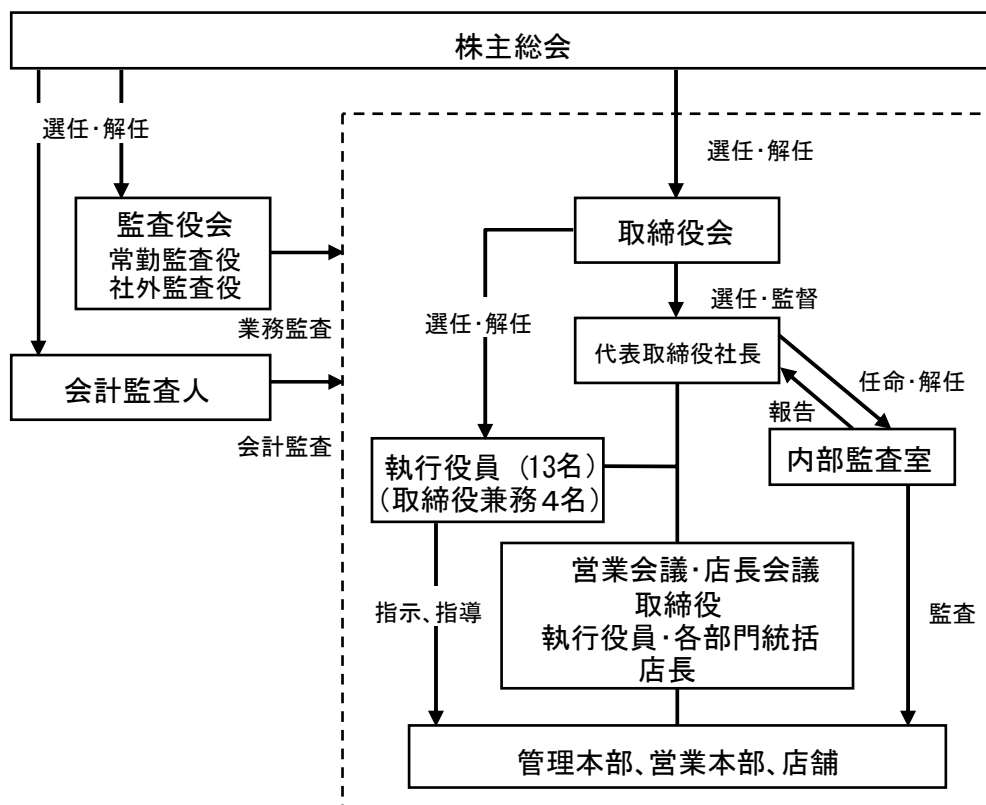 株主総会
選任・解任
選任・解任
監査役会
常勤監査役
社外監査役
取締役会
業務監査
選任・解任
選任・監督
代表取締役社長
会計監査人
任命・解任
報告
会計監査
執行役員 (13名)
(取締役兼務4名)
内部監査室
営業会議・店長会議
取締役
執行役員・各部門統括
店長
指示、指導
監査
管理本部、営業本部、店舗